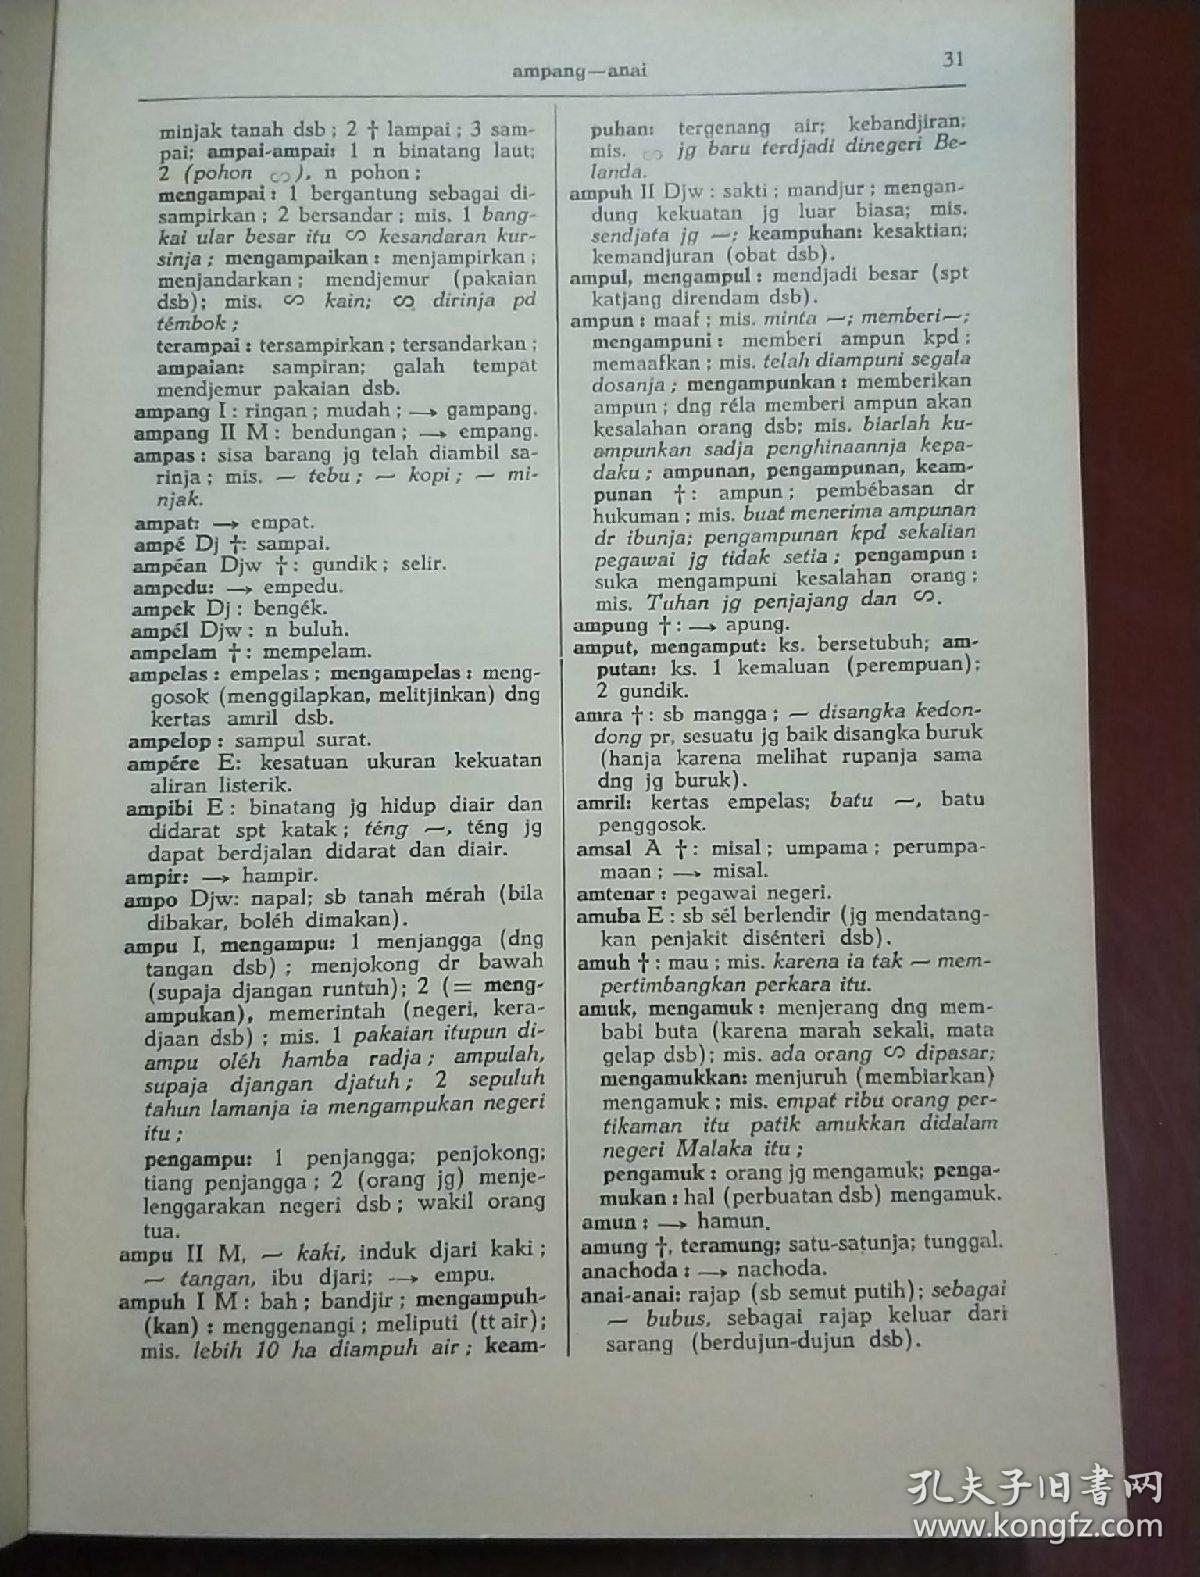 ampang—anai
31
minjak tanah dsb ; 2 † lampai ; 3 sam-
pai; ampai-ampai: 1 n binatang laut;
2 (pohon ∽), n pohon ;
mengampai : 1 bergantung sebagai di-
sampirkan ; 2 bersandar ; mis. 1 bang-
kai ular besar itu ∽ kesandaran kur-
sinja ; mengampaikan : menjampirkan ;
menjandarkan ; mendjemur (pakaian
dsb); mis. ∽ kain; ∽ dirinja pd
témbok ;
terampai : tersampirkan ; tersandarkan ;
ampaian: sampiran; galah tempat
mendjemur pakaian dsb.
ampang I : ringan ; mudah ; → gampang.
ampang II M : bendungan ; → empang.
ampas : sisa barang jg telah diambil sa-
rinja ; mis. — tebu ; — kopi ; — mi-
njak.
ampat: → empat.
ampé Dj †: sampai.
ampéan Djw † : gundik ; selir.
ampedu: → empedu.
ampek Dj : bengék.
ampél Djw : n buluh.
ampelam † : mempelam.
ampelas : empelas ; mengampelas : meng-
gosok (menggilapkan, melitjinkan) dng
kertas amril dsb.
ampelop : sampul surat.
ampére E: kesatuan ukuran kekuatan
aliran listerik.
ampibi E : binatang jg hidup diair dan
didarat spt katak ; téng —, téng jg
dapat berdjalan didarat dan diair.
ampir: → hampir.
ampo Djw: napal; sb tanah mérah (bila
dibakar, boléh dimakan).
ampu I, mengampu: 1 menjangga (dng
tangan dsb) ; menjokong dr bawah
(supaja djangan runtuh); 2 (= meng-
ampukan), memerintah (negeri, kera-
djaan dsb) ; mis. 1 pakaian itupun di-
ampu oléh hamba radja ; ampulah,
supaja djangan djatuh ; 2 sepuluh
tahun lamanja ia mengampukan negeri
itu ;
pengampu: 1 penjangga; penjokong;
tiang penjangga ; 2 (orang jg) menje-
lenggarakan negeri dsb ; wakil orang
tua.
ampu II M, — kaki, induk djari kaki ;
— tangan, ibu djari; → empu.
ampuh I M : bah ; bandjir ; mengampuh-
(kan) : menggenangi ; meliputi (tt air);
mis. lebih 10 ha diampuh air ; keam-
puhan: tergenang air; kebandjiran;
mis. ∽ jg baru terdjadi dinegeri Be-
landa.
ampuh II Djw : sakti ; mandjur ; mengan-
dung kekuatan jg luar biasa; mis.
sendjata jg —; keampuhan: kesaktian;
kemandjuran (obat dsb).
ampul, mengampul : mendjadi besar (spt
katjang direndam dsb).
ampun : maaf ; mis. minta —; memberi—;
mengampuni : memberi ampun kpd ;
memaafkan ; mis. telah diampuni segala
dosanja ; mengampunkan : memberikan
ampun ; dng réla memberi ampun akan
kesalahan orang dsb; mis. biarlah ku-
ampunkan sadja penghinaannja kepa-
daku ; ampunan, pengampunan, keam-
punan † : ampun ; pembébasan dr
hukuman ; mis. buat menerima ampunan
dr ibunja; pengampunan kpd sekalian
pegawai jg tidak setia ; pengampun :
suka mengampuni kesalahan orang ;
mis. Tuhan jg penjajang dan ∽.
ampung † : → apung.
amput, mengamput: ks. bersetubuh; am-
putan: ks. 1 kemaluan (perempuan);
2 gundik.
amra † : sb mangga ; — disangka kedon-
dong pr, sesuatu jg baik disangka buruk
(hanja karena melihat rupanja sama
dng jg buruk).
amril: kertas empelas; batu —, batu
penggosok.
amsal A † : misal ; umpama ; perumpa-
maan ; → misal.
amtenar : pegawai negeri.
amuba E : sb sél berlendir (jg mendatang-
kan penjakit disénteri dsb).
amuh † : mau ; mis. karena ia tak — mem-
pertimbangkan perkara itu.
amuk, mengamuk : menjerang dng mem-
babi buta (karena marah sekali, mata
gelap dsb); mis. ada orang ∽ dipasar;
mengamukkan: menjuruh (membiarkan)
mengamuk ; mis. empat ribu orang per-
tikaman itu patik amukkan didalam
negeri Malaka itu ;
pengamuk : orang jg mengamuk; penga-
mukan : hal (perbuatan dsb) mengamuk.
amun : → hamun.
amung †, teramung; satu-satunja; tunggal.
anachoda : → nachoda.
anai-anai: rajap (sb semut putih) ; sebagai
— bubus, sebagai rajap keluar dari
sarang (berdujun-dujun dsb).
孔夫子旧书网
www.kongfz.com